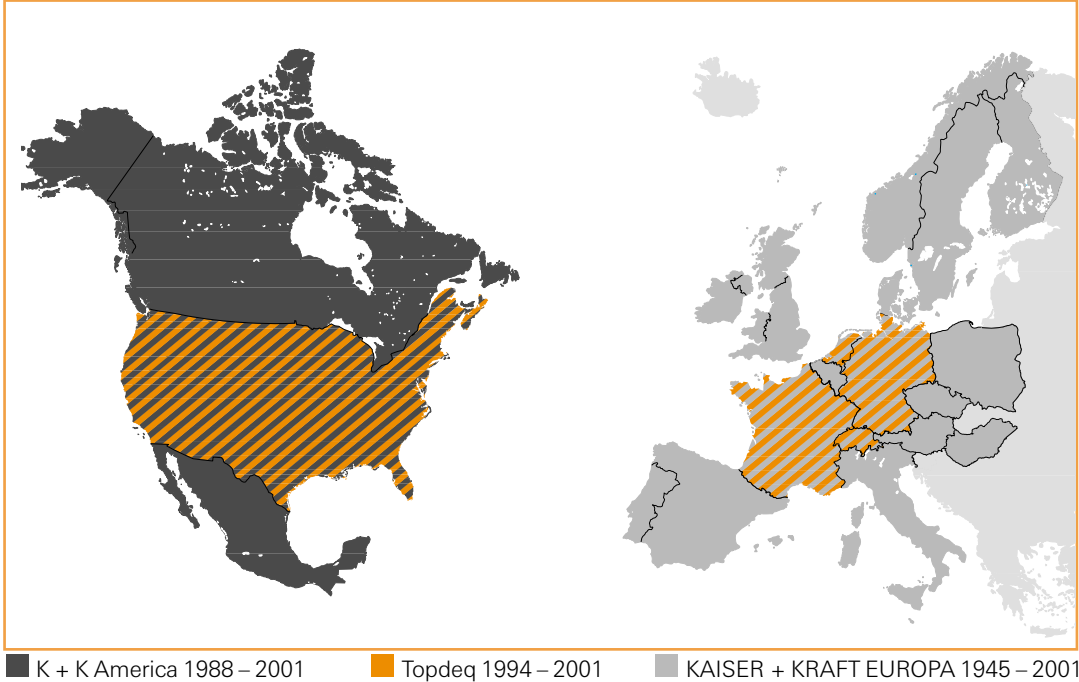 K + K America 1988 – 2001
Topdeq 1994 – 2001
KAISER + KRAFT EUROPA 1945 – 2001